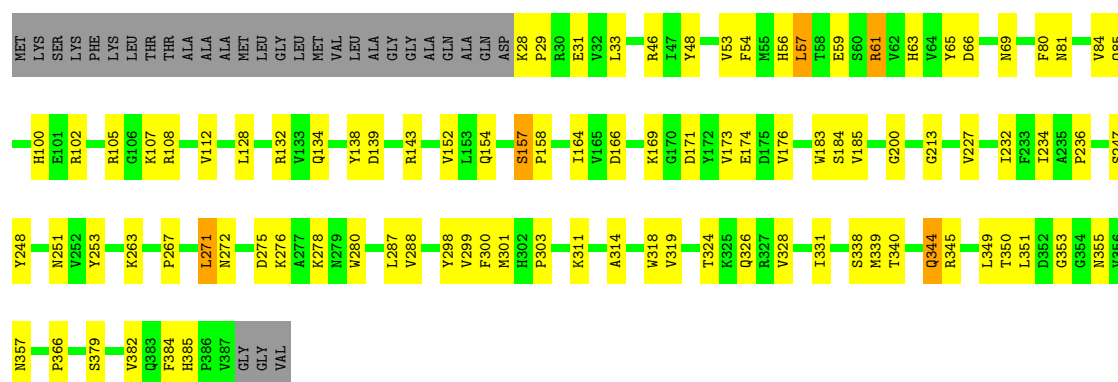 MET LYS SER LYS PHE LYS LEU THR THR ALA ALA ALA MET LEU GLY LEU MET VAL LEU ALA GLY GLY ALA GLN ALA GLN ASP K28 P29 R30 E31 V32 L33 R46 I47 Y48 V53 F54 M55 H56 L57 T58 E59 S60 R61 V62 H63 V64 Y65 D66 N69 F80 N81 V84 Q85
H100 E101 R102 R105 G106 K107 R108 V112 L128 R132 V133 Q134 Y138 D139 R143 V152 L153 Q154 S157 P158 I164 V165 D166 K169 G170 D171 Y172 V173 E174 D175 V176 W183 S184 V185 G200 G213 V227 I232 F233 I234 A235 P236 S247
Y248 N251 V252 Y253 K263 P267 L271 N272 D275 K276 A277 K278 N279 W280 L287 V288 Y298 V299 F300 M301 H302 P303 K311 A314 W318 V319 T324 K325 Q326 R327 V328 I331 S338 M339 T340 Q344 R345 L349 T350 L351 D352 G353 G354 N355 V356
N357 P366 S379 V382 Q383 F384 H385 P386 V387 GLY GLY VAL